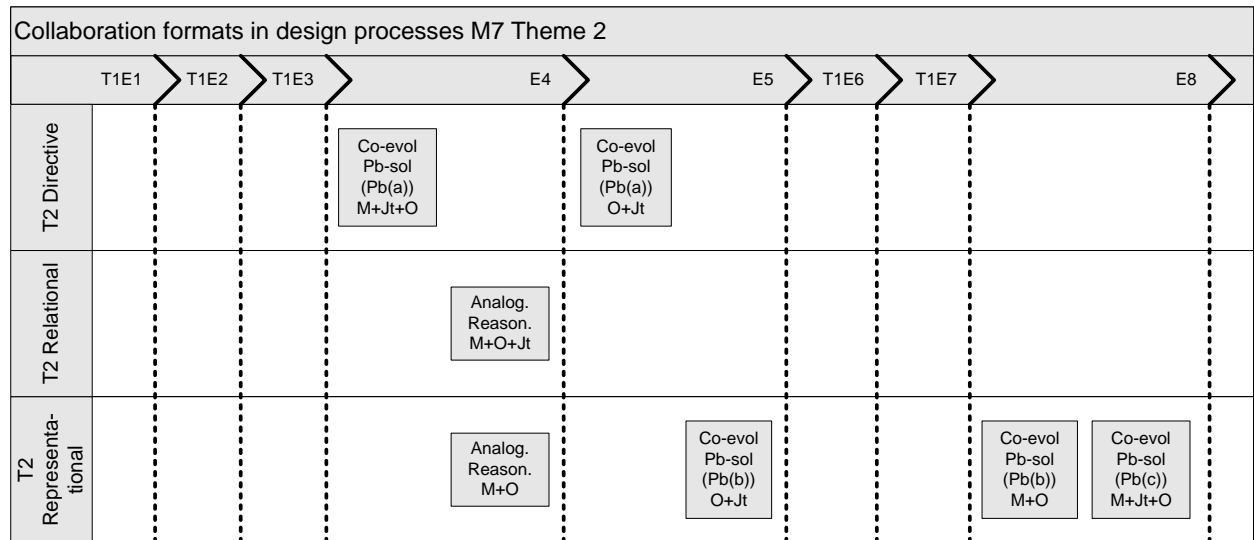 Collaboration formats in design processes M7 Theme 2
T1E1
T1E2
T1E3
E4
E5
T1E6
T1E7
E8
T2 Directive
Co-evol
Pb-sol
(Pb(a))
M+Jt+O
Co-evol
Pb-sol
(Pb(a))
O+Jt
T2 Relational
Analog.
Reason.
M+O+Jt
T2
Representa-
tional
Analog.
Reason.
M+O
Co-evol
Pb-sol
(Pb(b))
O+Jt
Co-evol
Pb-sol
(Pb(b))
M+O
Co-evol
Pb-sol
(Pb(c))
M+Jt+O